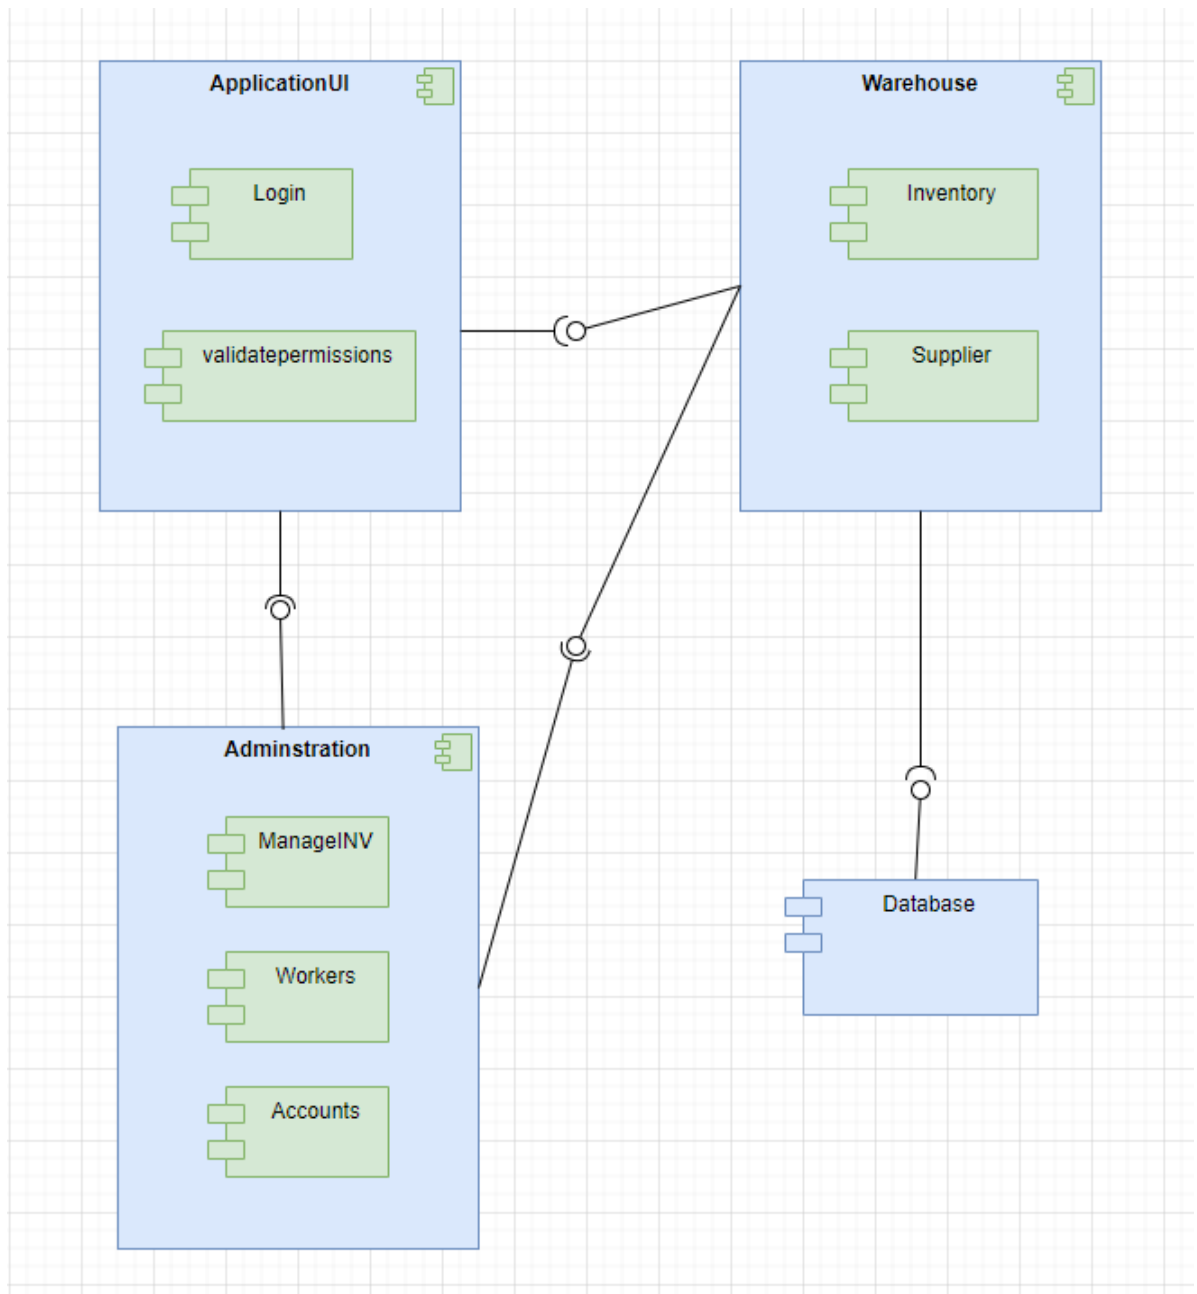 ApplicationUI
Login
validatepermissions
Warehouse
Inventory
Supplier
Adminstration
ManageINV
Workers
Accounts
Database